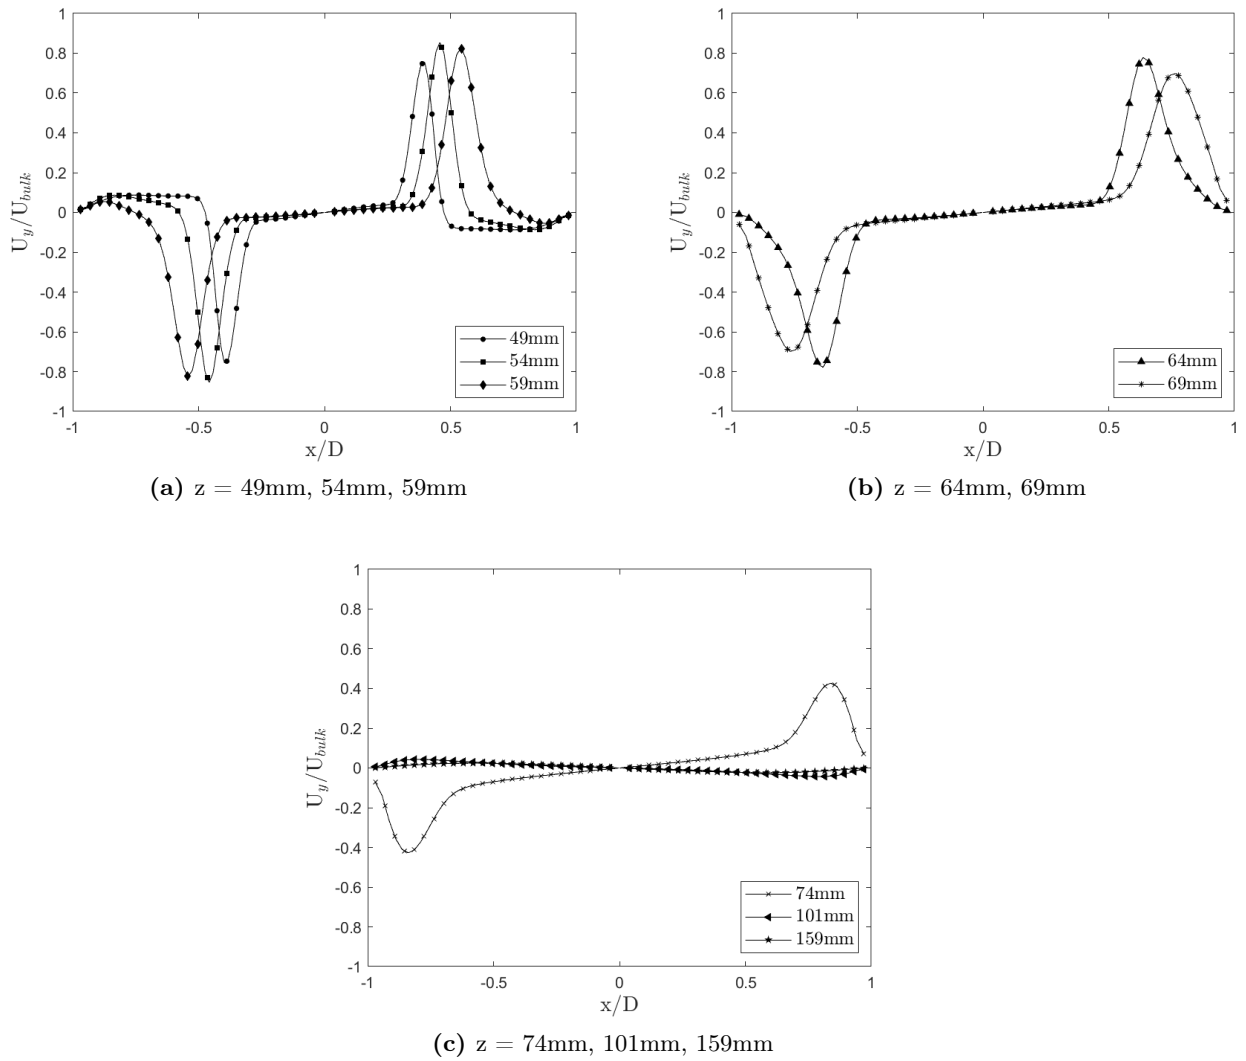 1
0.8
0.6
0.4
0.2
0
-0.2
-0.4
-0.6
-0.8
-1
U_y/U_bulk
-1 -0.5 0 0.5 1
x/D
49mm
54mm
59mm
(a) z = 49mm, 54mm, 59mm
1
0.8
0.6
0.4
0.2
0
-0.2
-0.4
-0.6
-0.8
-1
U_y/U_bulk
-1 -0.5 0 0.5 1
x/D
64mm
69mm
(b) z = 64mm, 69mm
1
0.8
0.6
0.4
0.2
0
-0.2
-0.4
-0.6
-0.8
-1
U_y/U_bulk
-1 -0.5 0 0.5 1
x/D
74mm
101mm
159mm
(c) z = 74mm, 101mm, 159mm